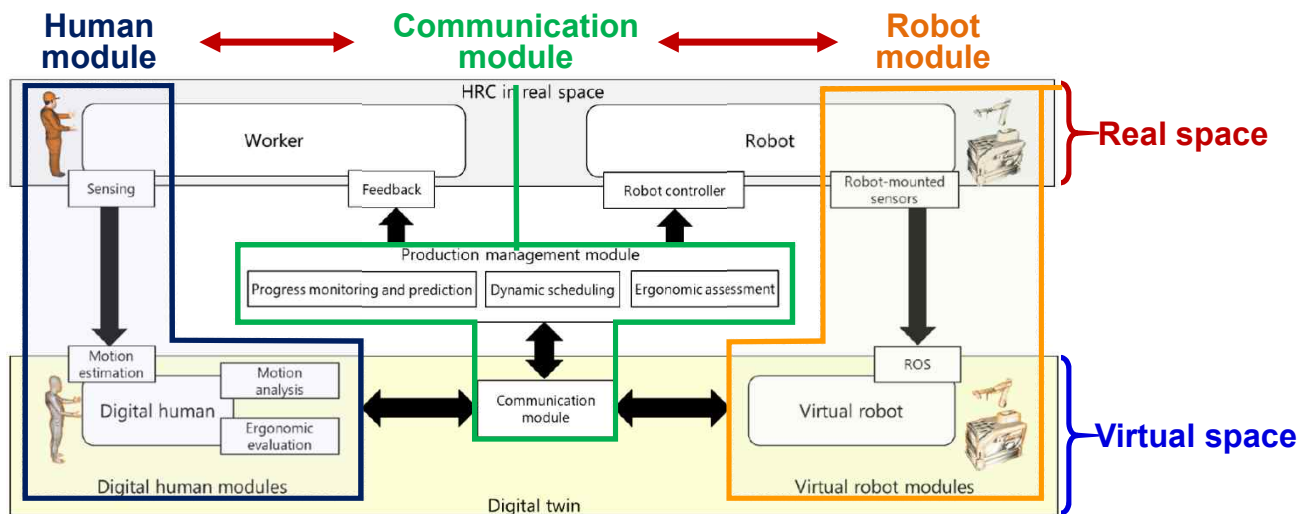 Human
module
Communication
module
Robot
module
HRC in real space
Worker
Robot
Real space
Sensing
Feedback
Robot controller
Robot-mounted
sensors
Production management module
Progress monitoring and prediction
Dynamic scheduling
Ergonomic assessment
Motion
estimation
Motion
analysis
ROS
Digital human
Communication
module
Virtual robot
Ergonomic
evaluation
Virtual space
Digital human modules
Virtual robot modules
Digital twin